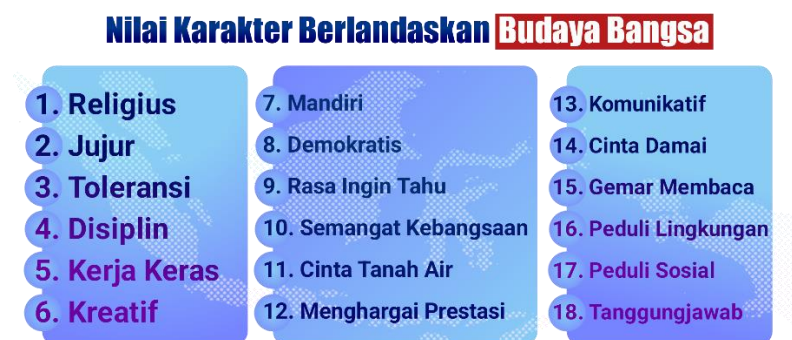 Nilai Karakter Berlandaskan Budaya Bangsa
1. Religius
2. Jujur
3. Toleransi
4. Disiplin
5. Kerja Keras
6. Kreatif
7. Mandiri
8. Demokratis
9. Rasa Ingin Tahu
10. Semangat Kebangsaan
11. Cinta Tanah Air
12. Menghargai Prestasi
13. Komunikatif
14. Cinta Damai
15. Gemar Membaca
16. Peduli Lingkungan
17. Peduli Sosial
18. Tanggungjawab